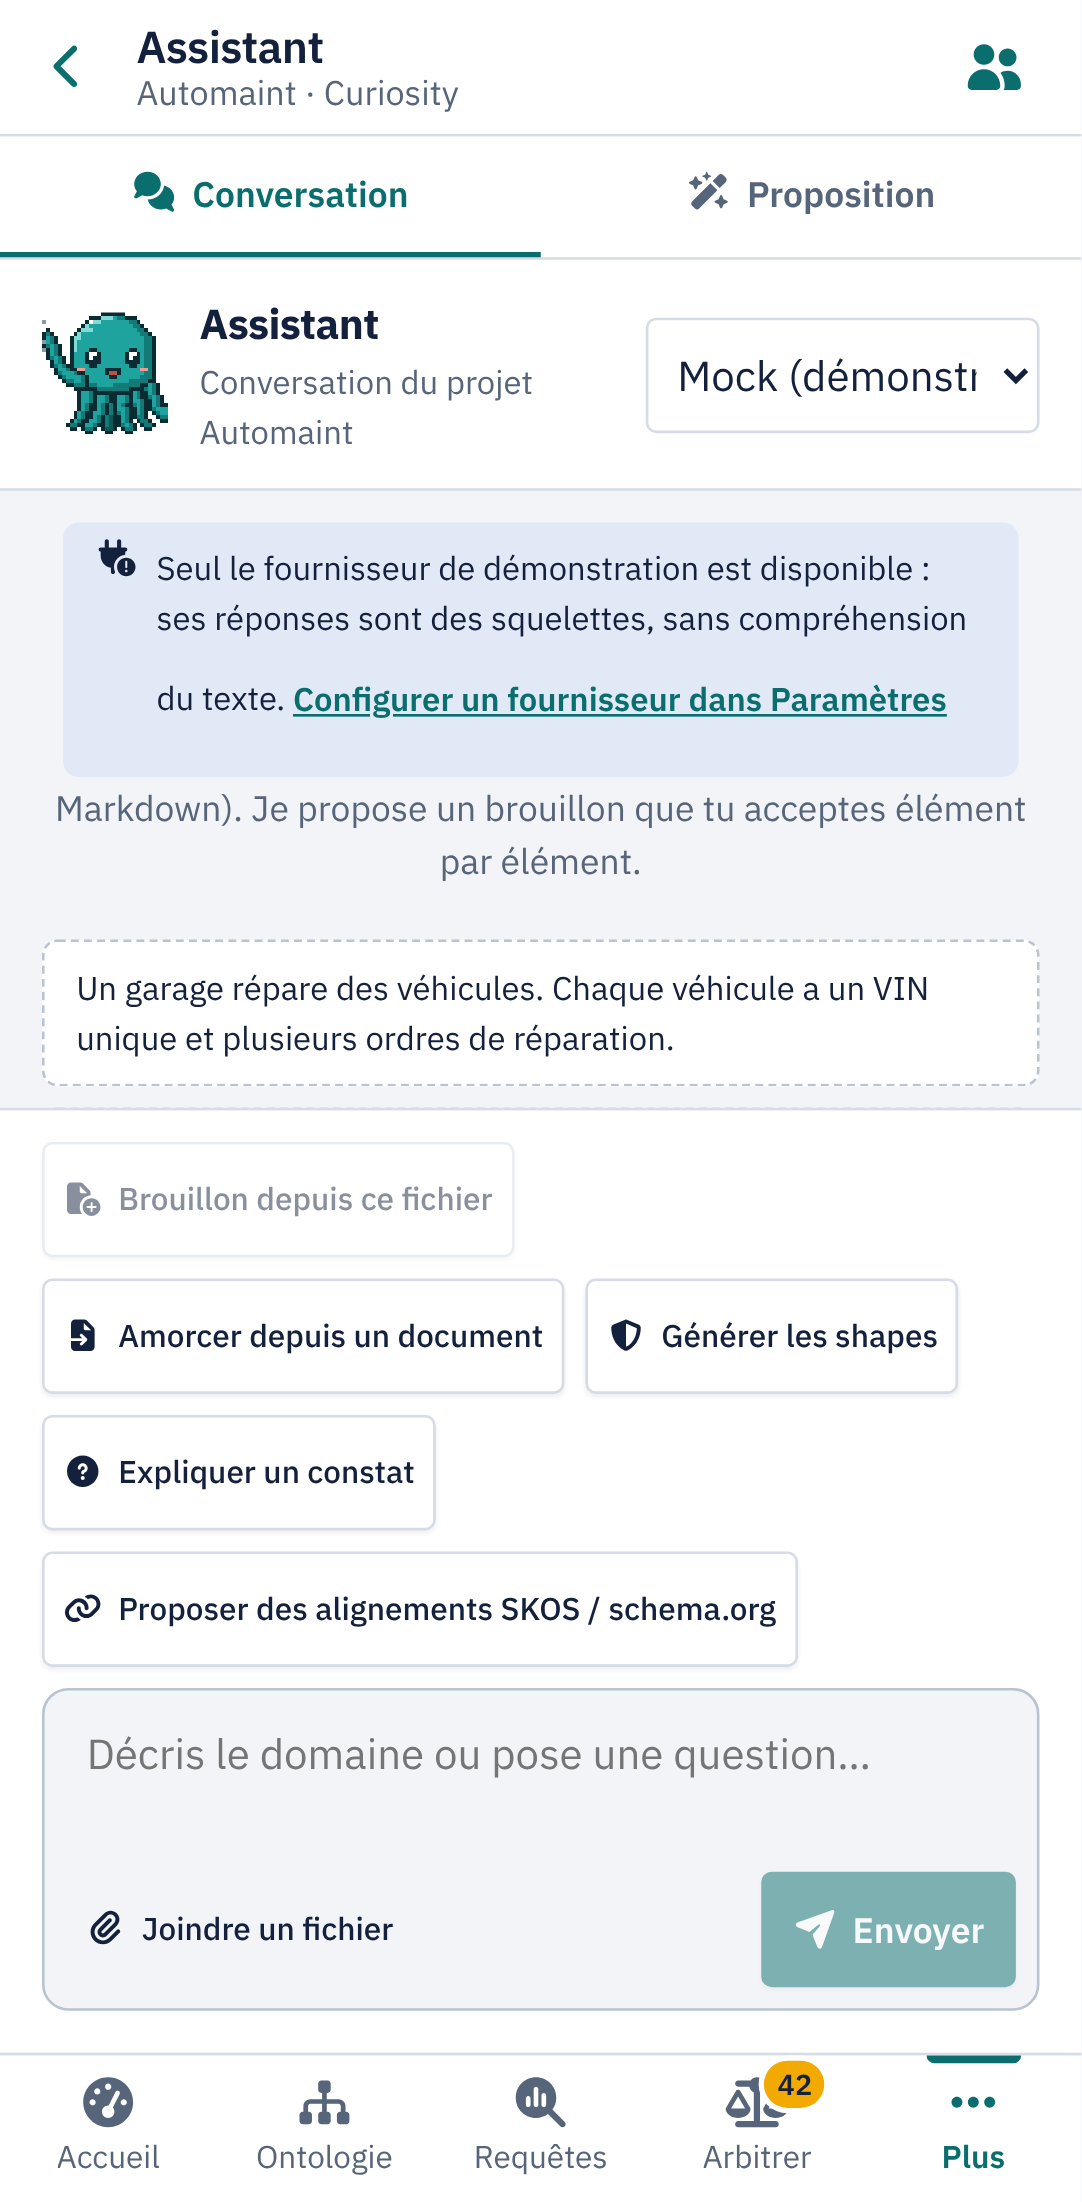 Assistant
Automaint · Curiosity
Conversation
Proposition
Assistant
Conversation du projet
Automaint
Mock (démonstr
Seul le fournisseur de démonstration est disponible :
ses réponses sont des squelettes, sans compréhension
du texte. Configurer un fournisseur dans Paramètres
Markdown). Je propose un brouillon que tu acceptes élément
par élément.
Un garage répare des véhicules. Chaque véhicule a un VIN
unique et plusieurs ordres de réparation.
Brouillon depuis ce fichier
Amorcer depuis un document
Générer les shapes
Expliquer un constat
Proposer des alignements SKOS / schema.org
Décris le domaine ou pose une question...
Joindre un fichier
Envoyer
42
Accueil
Ontologie
Requêtes
Arbitrer
Plus